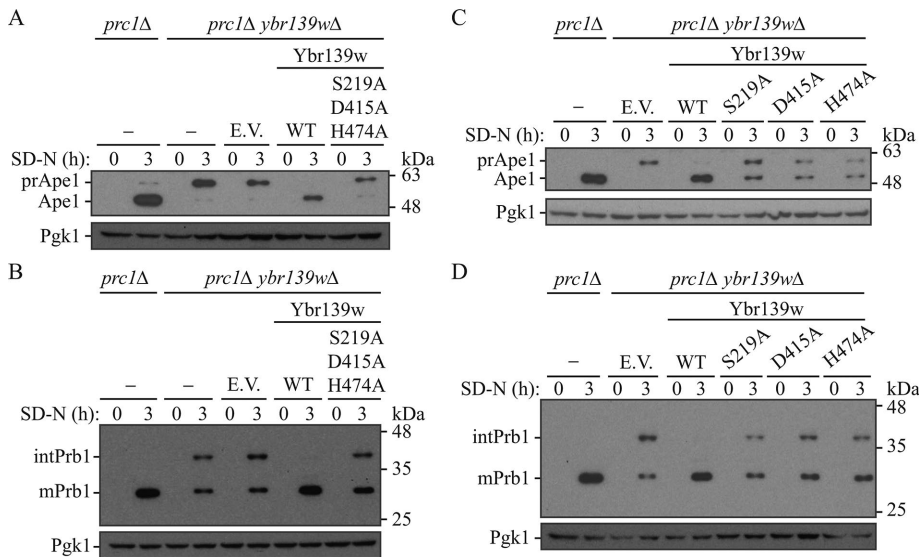 A
prc1Δ prc1Δ ybr139wΔ
Ybr139w
S219A
D415A
– – E.V. WT H474A
SD-N (h): 0 3 0 3 0 3 0 3 0 3 kDa
prApe1 63
Ape1 48
Pgk1
B
prc1Δ prc1Δ ybr139wΔ
Ybr139w
S219A
D415A
– – E.V. WT H474A
SD-N (h): 0 3 0 3 0 3 0 3 0 3 kDa
48
intPrb1
35
mPrb1
25
Pgk1
C
prc1Δ prc1Δ ybr139wΔ
Ybr139w
– E.V. WT S219A D415A H474A
SD-N (h): 0 3 0 3 0 3 0 3 0 3 0 3 kDa
63
prApe1
Ape1 48
Pgk1
D
prc1Δ prc1Δ ybr139wΔ
Ybr139w
– E.V. WT S219A D415A H474A
SD-N (h): 0 3 0 3 0 3 0 3 0 3 0 3 kDa
48
intPrb1
35
mPrb1
25
Pgk1